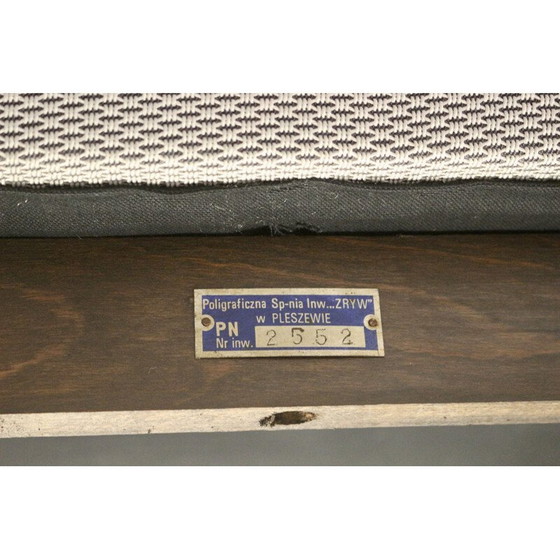 Poligraficzna Sp-nia Inw. „ZRYW"
w PLESZEWIE
PN
Nr inw. 2552